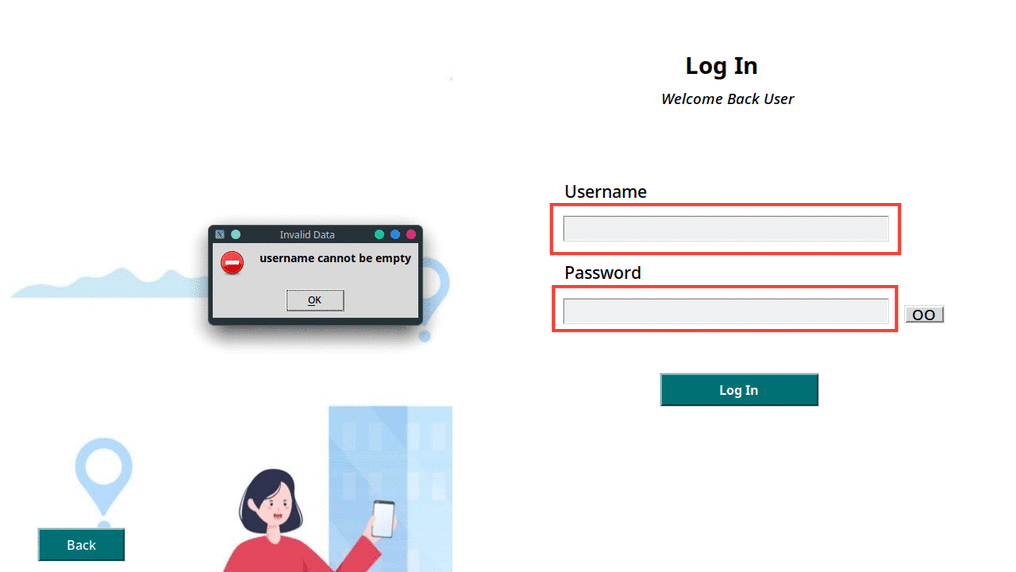 Log In
Welcome Back User
Username
Invalid Data
username cannot be empty
OK
Password
OO
Log In
Back